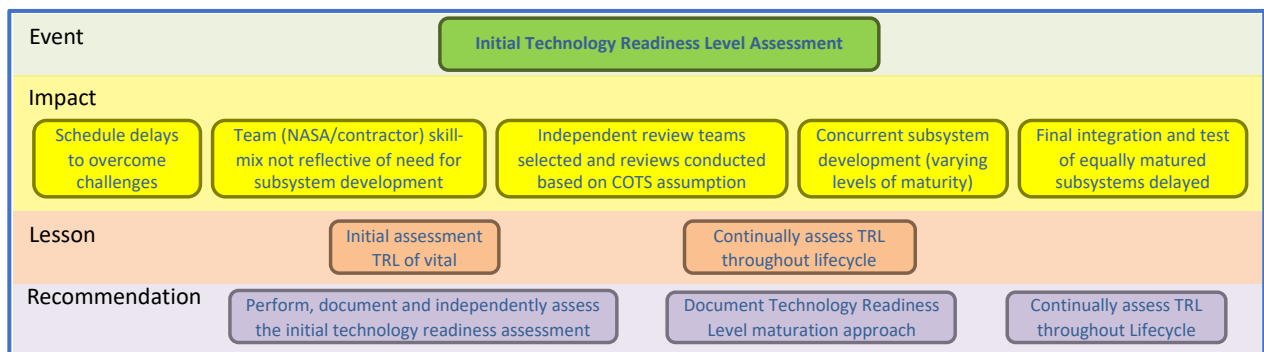 Event
Initial Technology Readiness Level Assessment
Impact
Schedule delays
to overcome
challenges
Team (NASA/contractor) skill-
mix not reflective of need for
subsystem development
Independent review teams
selected and reviews conducted
based on COTS assumption
Concurrent subsystem
development (varying
levels of maturity)
Final integration and test
of equally matured
subsystems delayed
Lesson
Initial assessment
TRL of vital
Continually assess TRL
throughout lifecycle
Recommendation
Perform, document and independently assess
the initial technology readiness assessment
Document Technology Readiness
Level maturation approach
Continually assess TRL
throughout Lifecycle